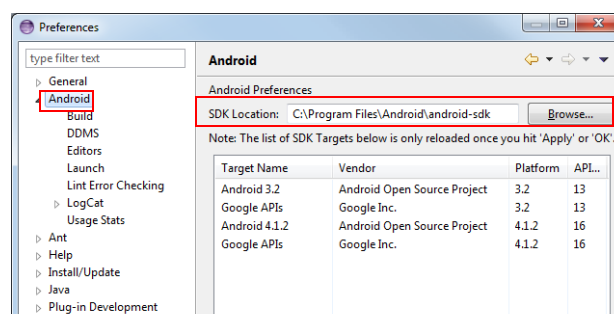 Preferences
type filter text
General
Android
Build
DDMS
Editors
Launch
Lint Error Checking
LogCat
Usage Stats
Ant
Help
Install/Update
Java
Plug-in Development
Android
Android Preferences
SDK Location: C:\Program Files\Android\android-sdk Browse...
Note: The list of SDK Targets below is only reloaded once you hit 'Apply' or 'OK'.
Target Name Vendor Platform API...
Android 3.2 Android Open Source Project 3.2 13
Google APIs Google Inc. 3.2 13
Android 4.1.2 Android Open Source Project 4.1.2 16
Google APIs Google Inc. 4.1.2 16